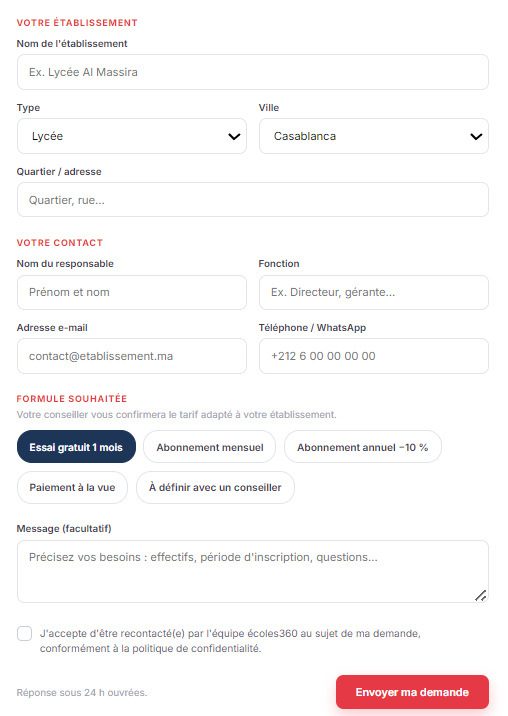 VOTRE ÉTABLISSEMENT
Nom de l'établissement
Ex. Lycée Al Massira
Type
Ville
Lycée
Casablanca
Quartier / adresse
Quartier, rue...
VOTRE CONTACT
Nom du responsable
Fonction
Prénom et nom
Ex. Directeur, gérante...
Adresse e-mail
Téléphone / WhatsApp
contact@etablissement.ma
+212 6 00 00 00 00
FORMULE SOUHAITÉE
Votre conseiller vous confirmera le tarif adapté à votre établissement.
Essai gratuit 1 mois
Abonnement mensuel
Abonnement annuel −10 %
Paiement à la vue
À définir avec un conseiller
Message (facultatif)
Précisez vos besoins : effectifs, période d'inscription, questions...
J'accepte d'être recontacté(e) par l'équipe écoles360 au sujet de ma demande,
conformément à la politique de confidentialité.
Réponse sous 24 h ouvrées.
Envoyer ma demande